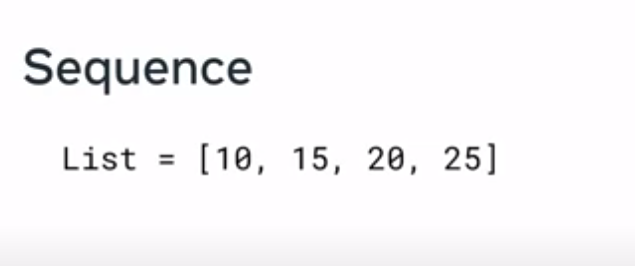 Sequence
List = [10, 15, 20, 25]